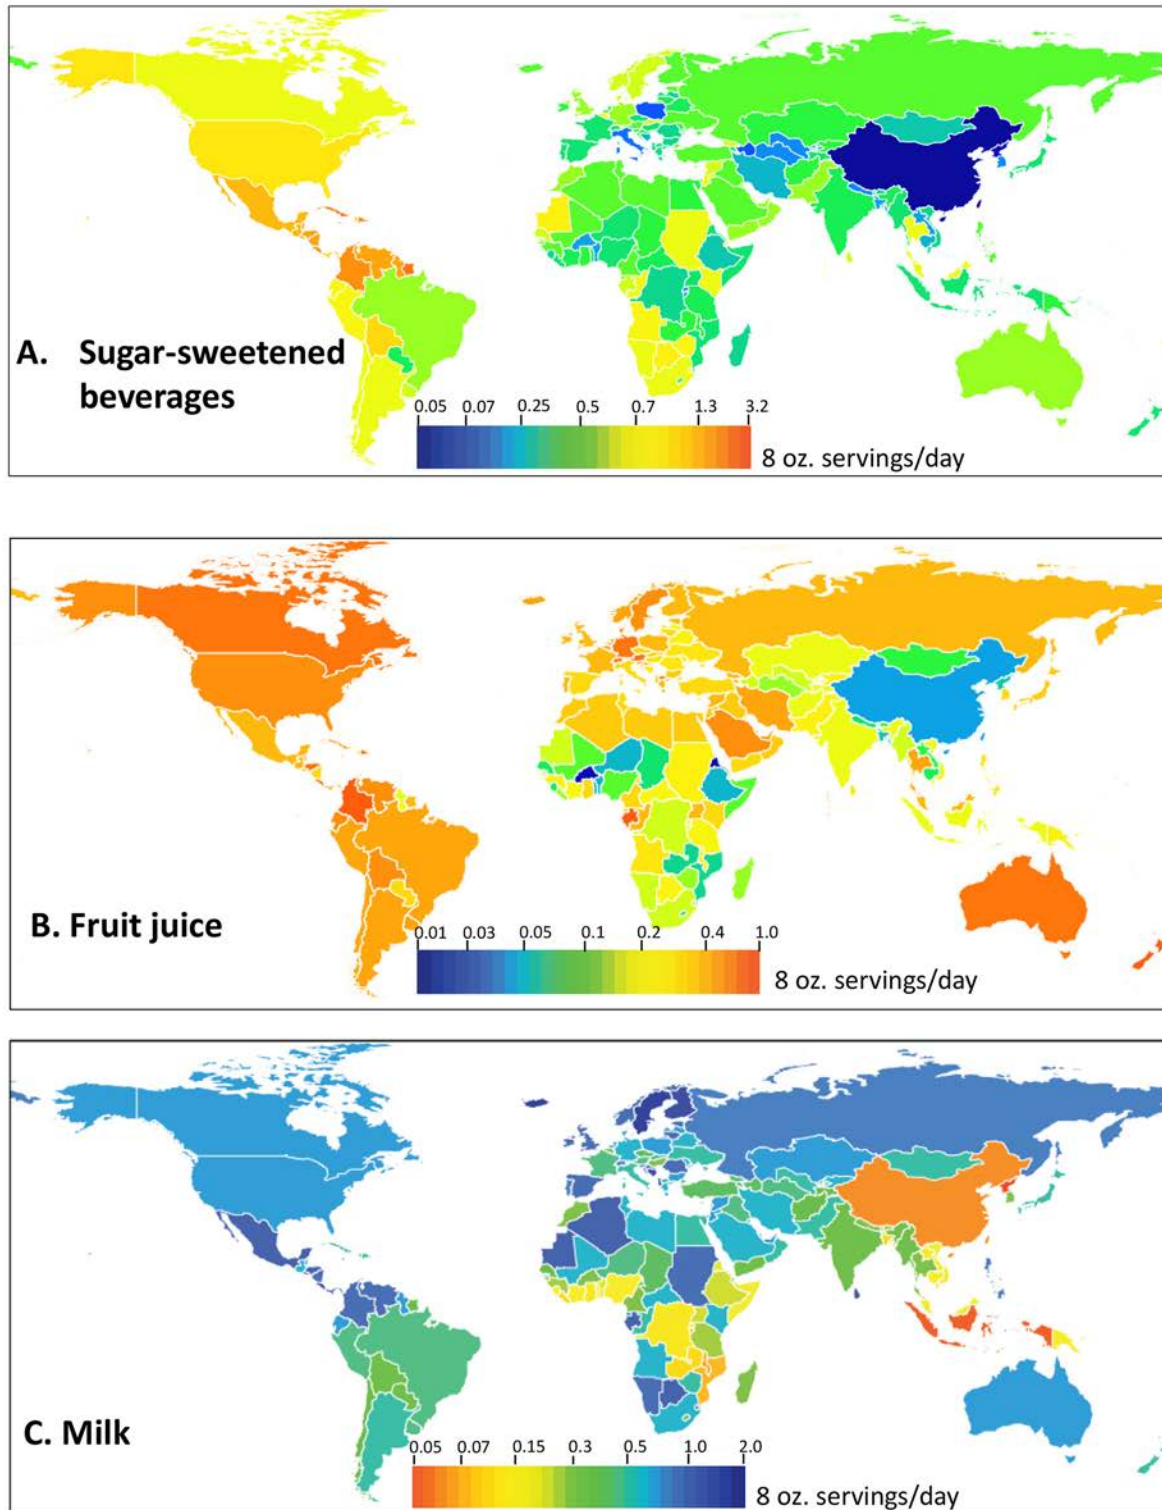 A. Sugar-sweetened
beverages
0.05 0.07 0.25 0.5 0.7 1.3 3.2
8 oz. servings/day
B. Fruit juice
0.01 0.03 0.05 0.1 0.2 0.4 1.0
8 oz. servings/day
C. Milk
0.05 0.07 0.15 0.3 0.5 1.0 2.0
8 oz. servings/day